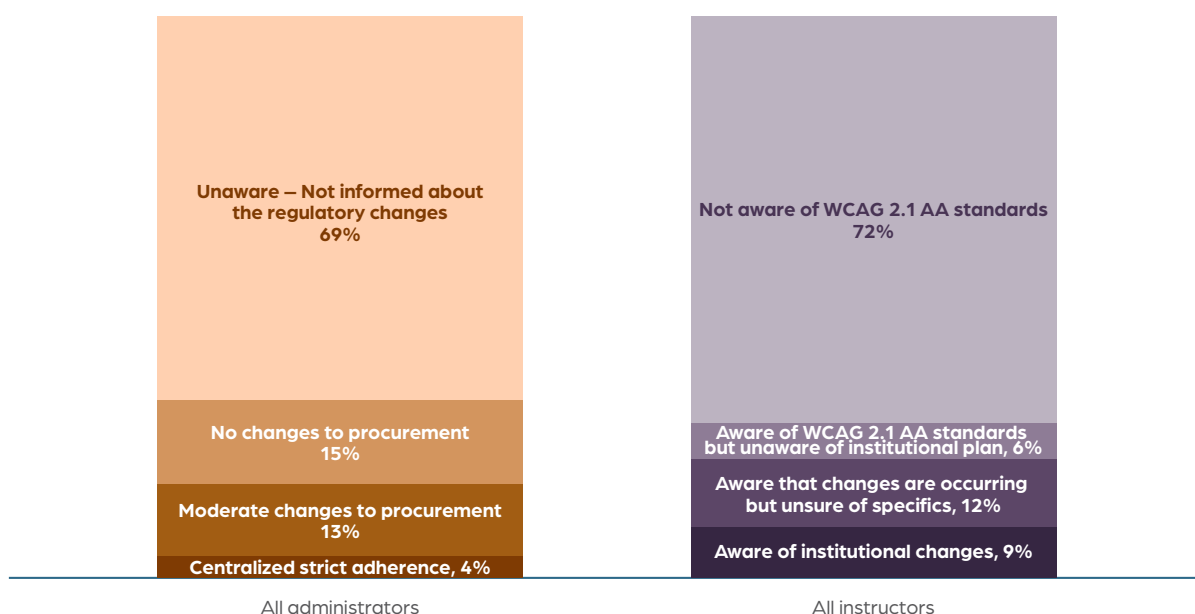 Unaware – Not informed about
the regulatory changes
69%
No changes to procurement
15%
Moderate changes to procurement
13%
Centralized strict adherence, 4%
All administrators
Not aware of WCAG 2.1 AA standards
72%
Aware of WCAG 2.1 AA standards
but unaware of institutional plan, 6%
Aware that changes are occurring
but unsure of specifics, 12%
Aware of institutional changes, 9%
All instructors